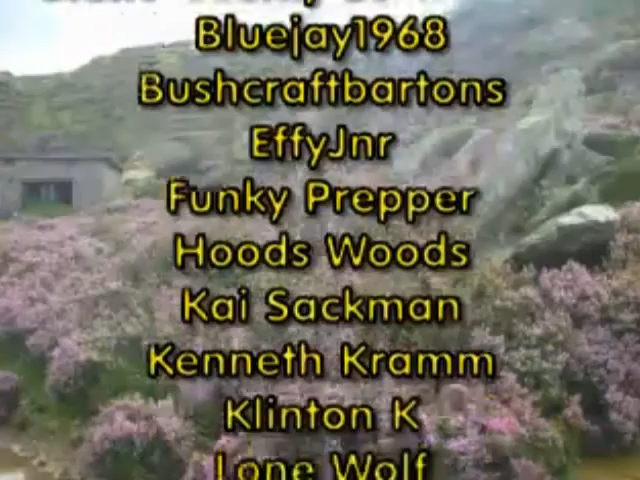 Bluejay1968
Bushcraftbartons
EffyJnr
Funky Prepper
Hoods Woods
Kai Sackman
Kenneth Kramm
Klinton K
Lone Wolf